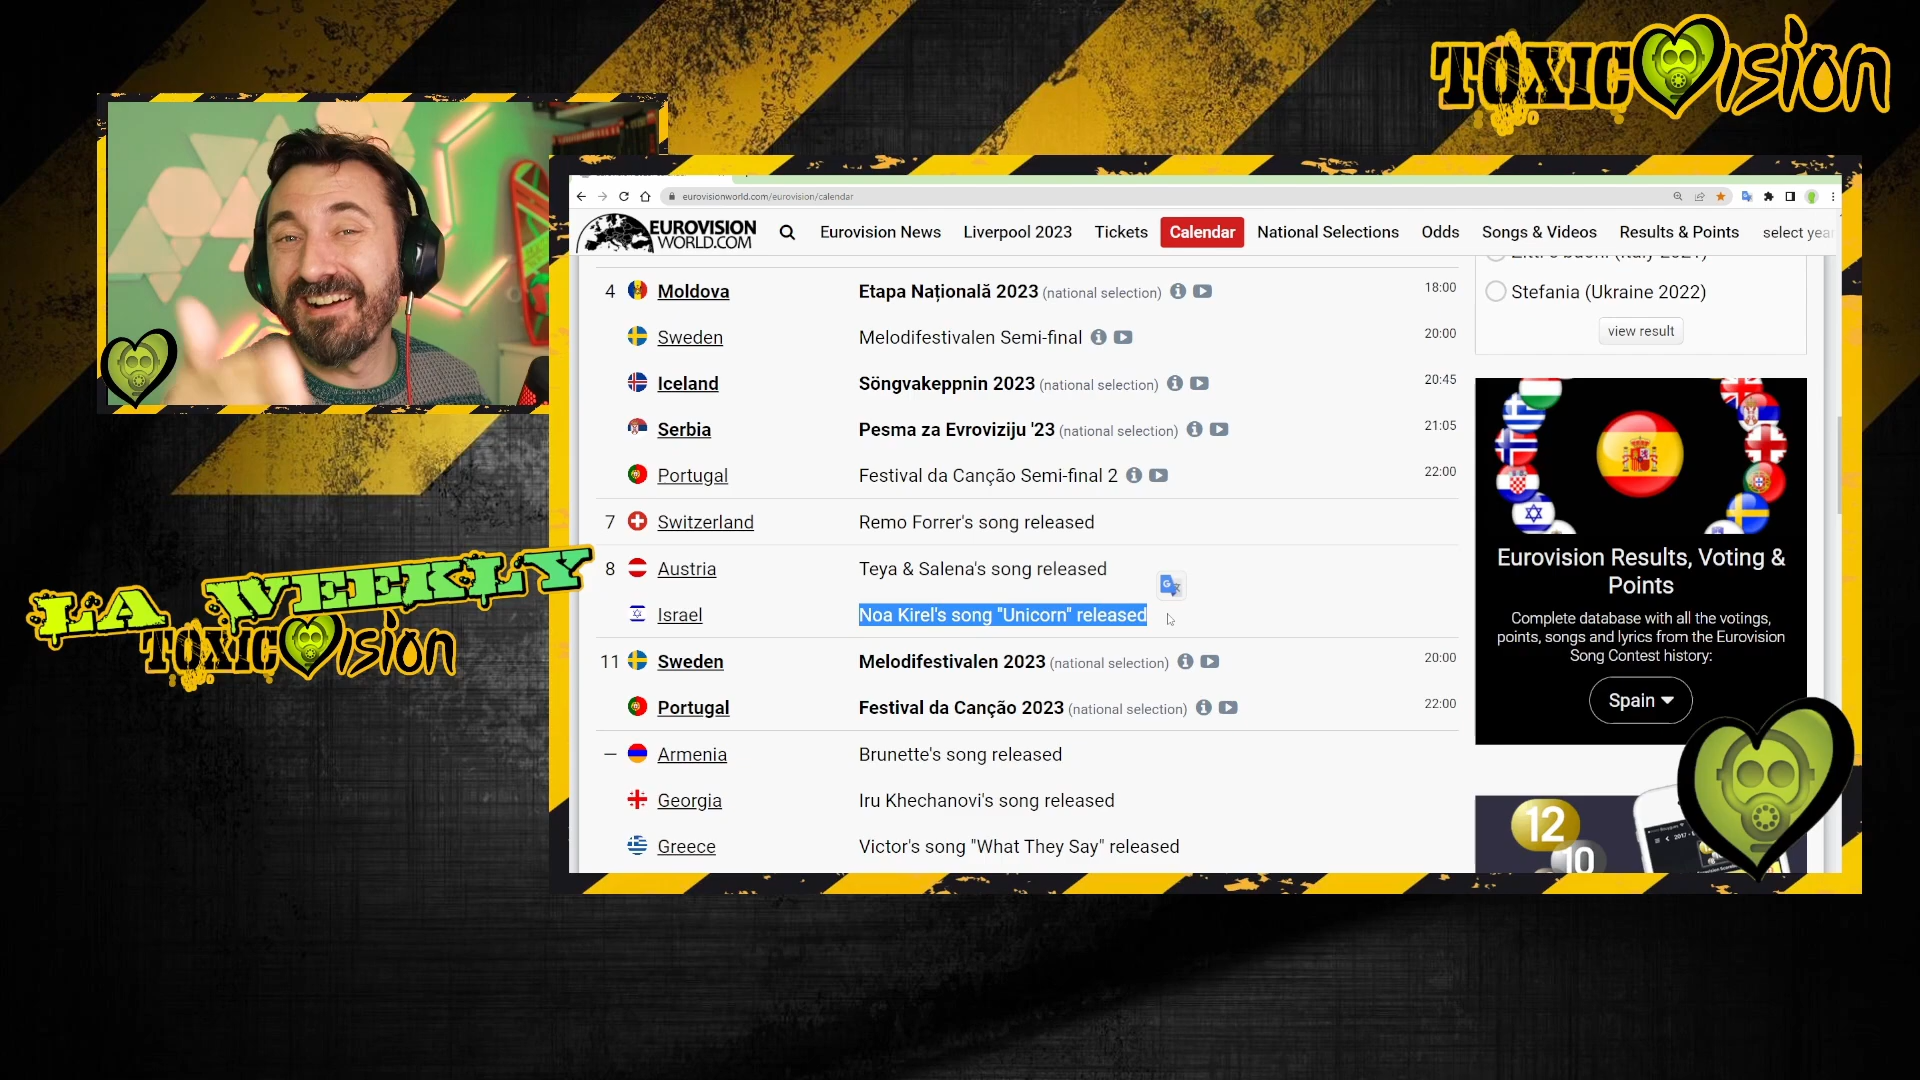 TOXICVISION
eurovisionworld.com/eurovision/calendar
EUROVISION
WORLD.COM
Eurovision News
Liverpool 2023
Tickets
Calendar
National Selections
Odds
Songs & Videos
Results & Points
select year
4 Moldova Etapa Națională 2023 (national selection) 18:00
Sweden Melodifestivalen Semi-final 20:00
Iceland Söngvakeppnin 2023 (national selection) 20:45
Serbia Pesma za Evroviziju '23 (national selection) 21:05
Portugal Festival da Canção Semi-final 2 22:00
7 Switzerland Remo Forrer's song released
8 Austria Teya & Salena's song released
Israel Noa Kirel's song "Unicorn" released
11 Sweden Melodifestivalen 2023 (national selection) 20:00
Portugal Festival da Canção 2023 (national selection) 22:00
— Armenia Brunette's song released
Georgia Iru Khechanovi's song released
Greece Victor's song "What They Say" released
Stefania (Ukraine 2022)
view result
Eurovision Results, Voting &
Points
Complete database with all the votings,
points, songs and lyrics from the Eurovision
Song Contest history:
Spain
12
10
LA WEEKLY
TOXICVISION